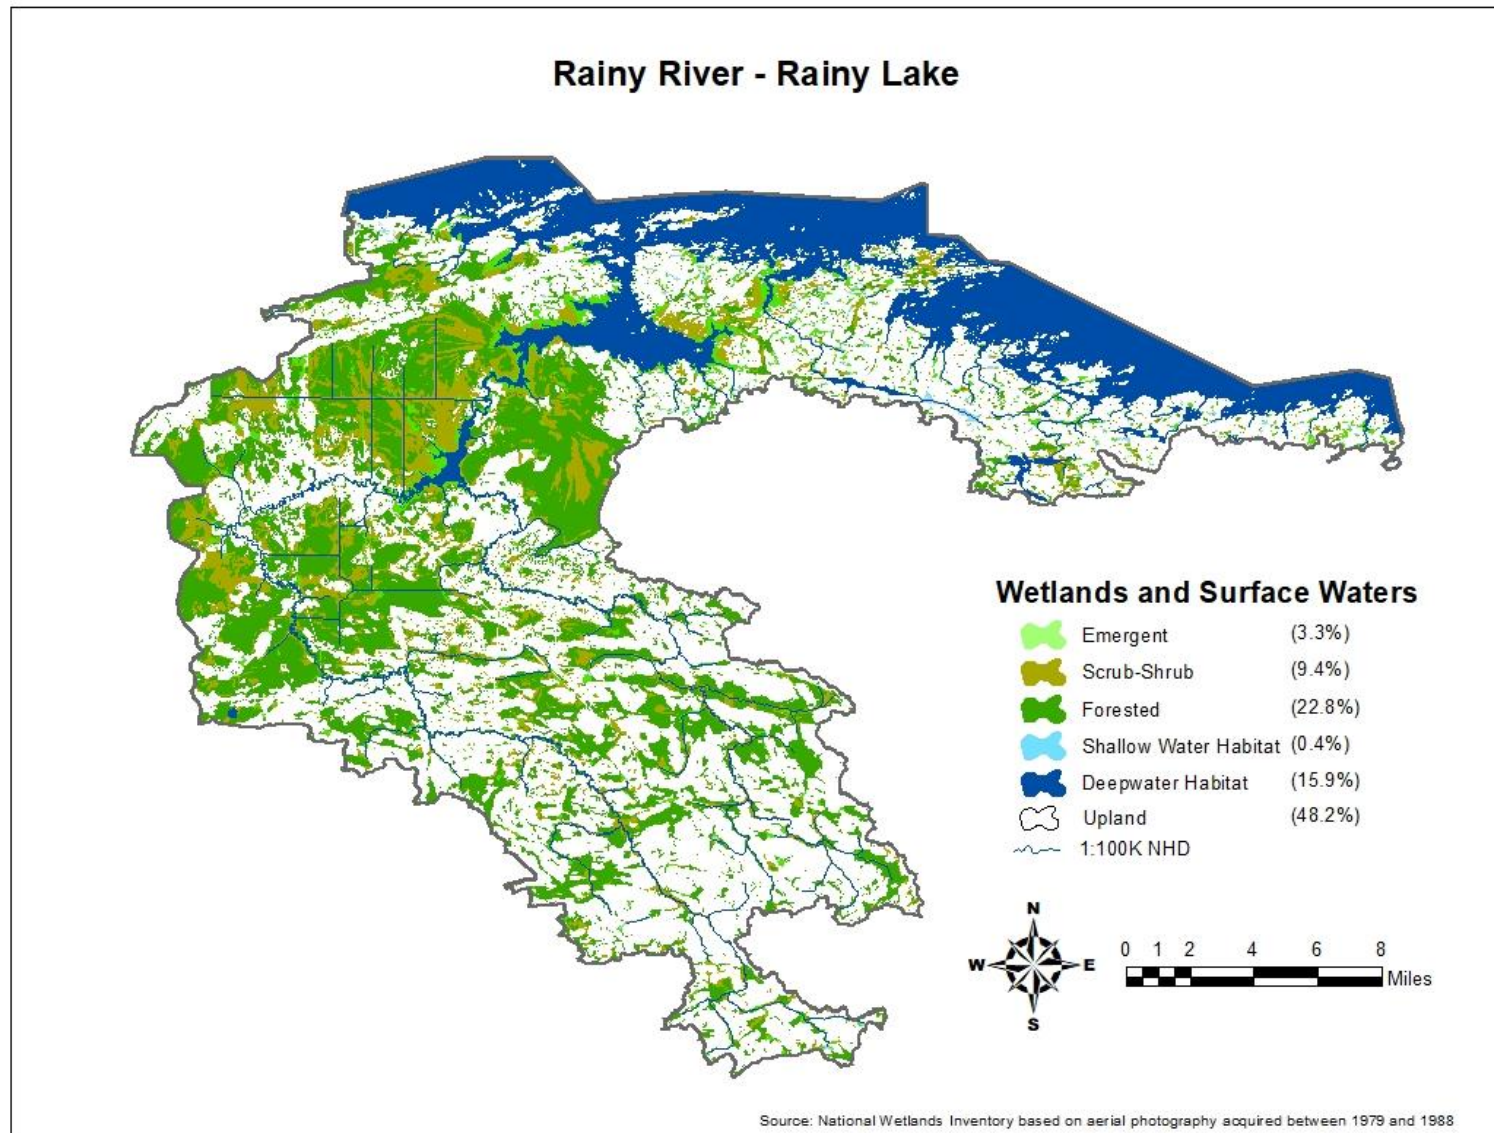 Rainy River - Rainy Lake
Wetlands and Surface Waters
Emergent (3.3%)
Scrub-Shrub (9.4%)
Forested (22.8%)
Shallow Water Habitat (0.4%)
Deepwater Habitat (15.9%)
Upland (48.2%)
1:100K NHD
N
W E
S
0 1 2 4 6 8
Miles
Source: National Wetlands Inventory based on aerial photography acquired between 1979 and 1988